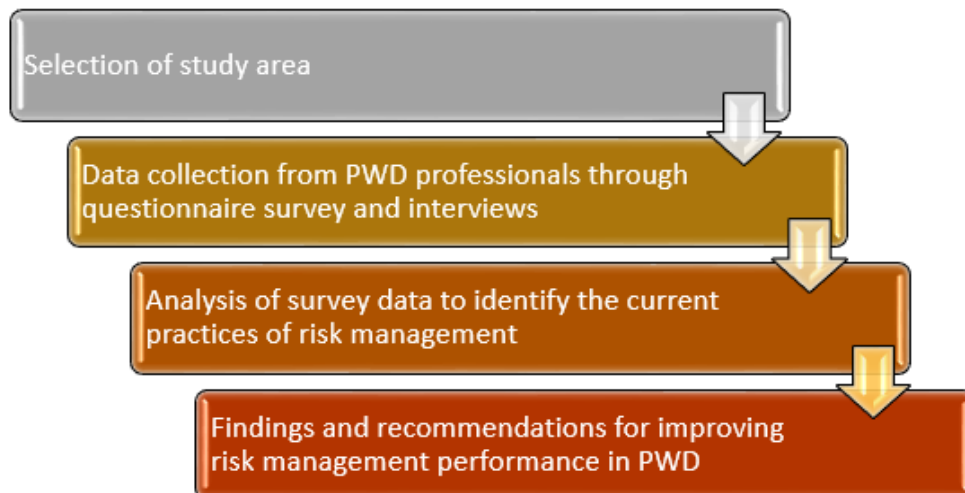 Selection of study area
Data collection from PWD professionals through
questionnaire survey and interviews
Analysis of survey data to identify the current
practices of risk management
Findings and recommendations for improving
risk management performance in PWD